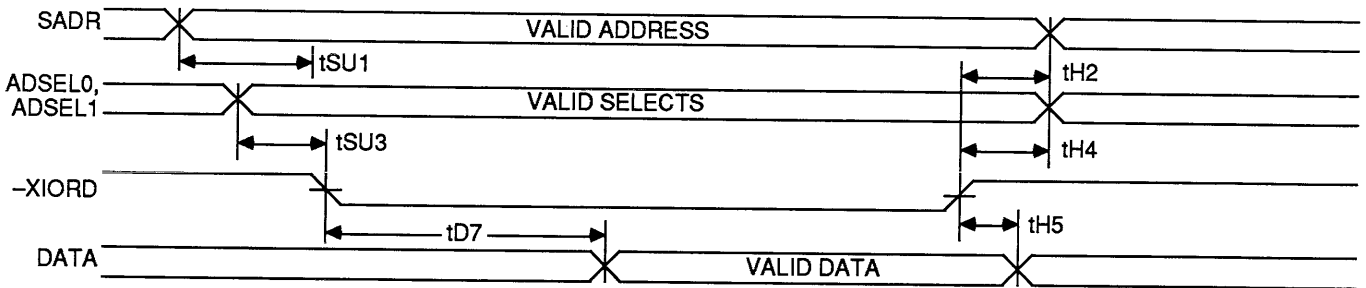 SADR
VALID ADDRESS
tSU1
tH2
ADSEL0,
ADSEL1
VALID SELECTS
tSU3
tH4
–XIORD
tD7
tH5
DATA
VALID DATA